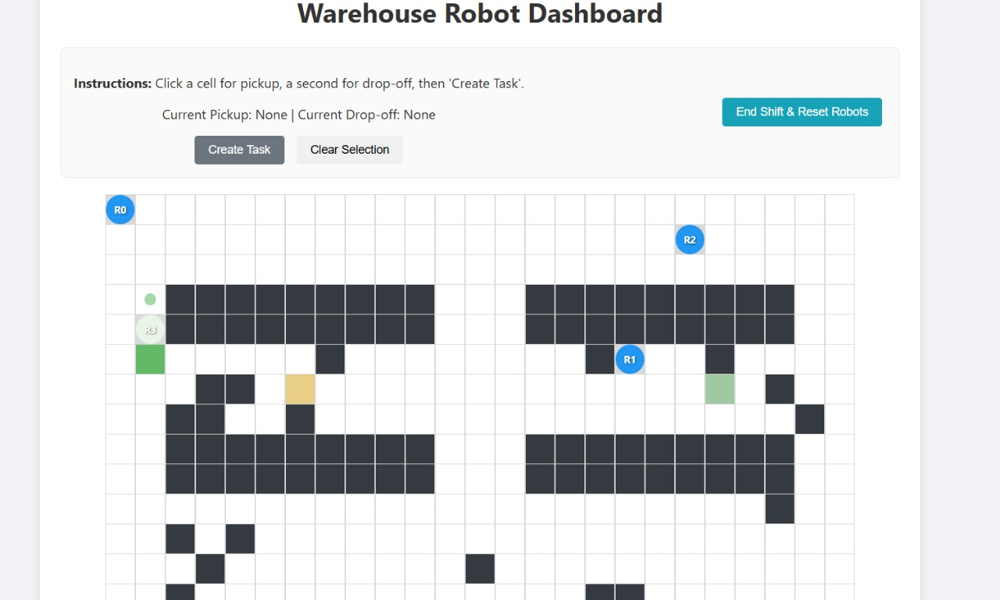 Warehouse Robot Dashboard
Instructions: Click a cell for pickup, a second for drop-off, then 'Create Task'.
Current Pickup: None | Current Drop-off: None
End Shift & Reset Robots
Create Task
Clear Selection
R0
R2
R3
R1